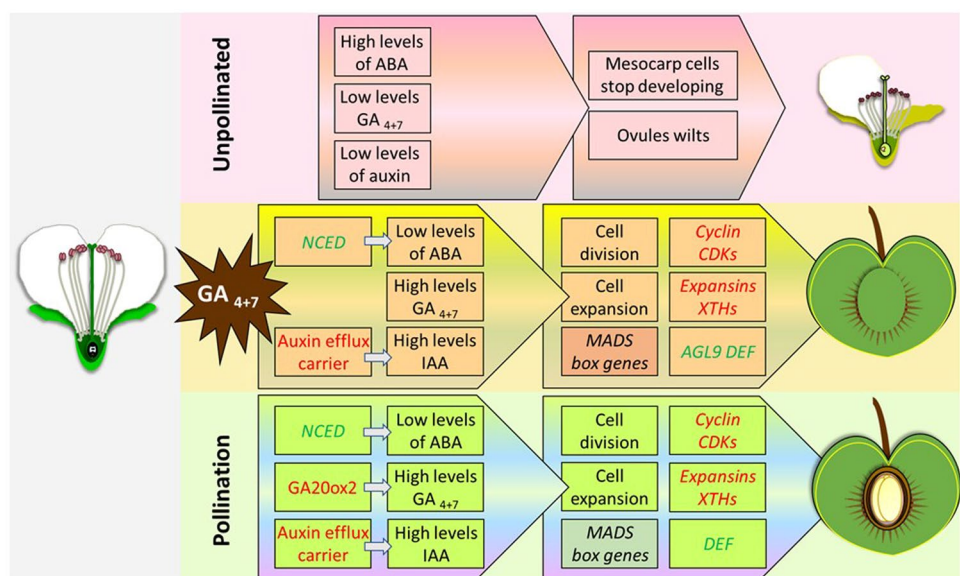 Unpollinated
High levels
of ABA
Low levels
GA 4+7
Low levels
of auxin
Mesocarp cells
stop developing
Ovules wilts
GA 4+7
NCED
Low levels
of ABA
High levels
GA 4+7
Auxin efflux
carrier
High levels
IAA
Cell
division
Cyclin
CDKs
Cell
expansion
Expansins
XTHs
MADS
box genes
AGL9 DEF
Pollination
NCED
Low levels
of ABA
GA20ox2
High levels
GA 4+7
Auxin efflux
carrier
High levels
IAA
Cell
division
Cyclin
CDKs
Cell
expansion
Expansins
XTHs
MADS
box genes
DEF